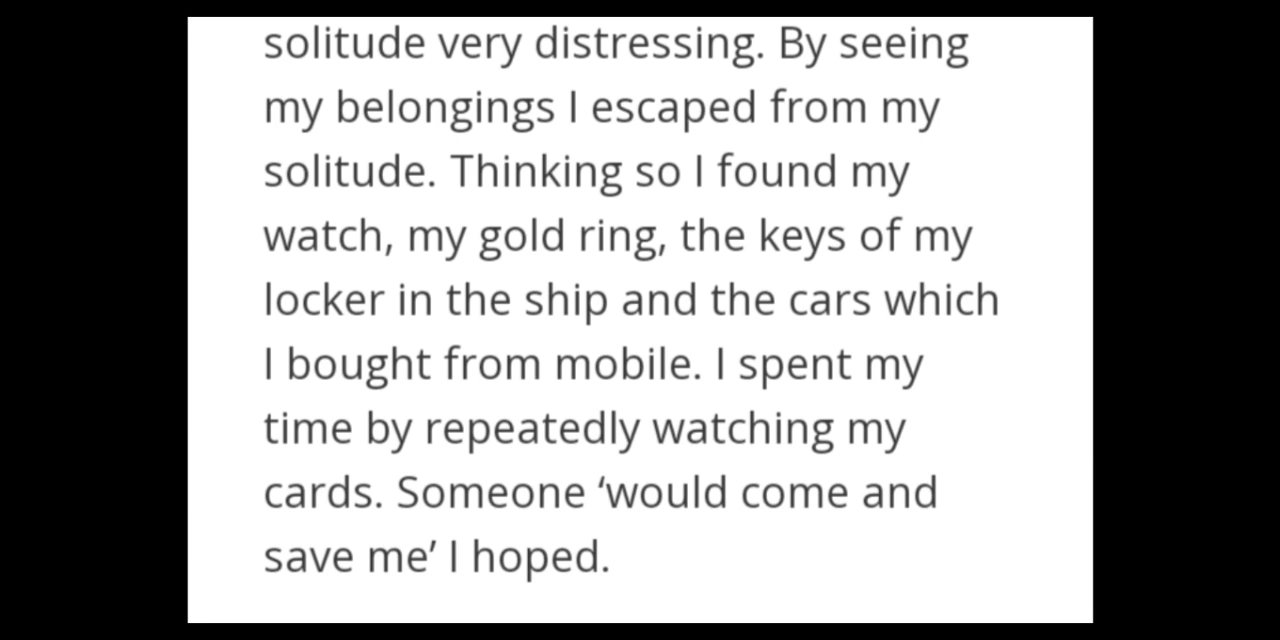 solitude very distressing. By seeing
my belongings I escaped from my
solitude. Thinking so I found my
watch, my gold ring, the keys of my
locker in the ship and the cars which
I bought from mobile. I spent my
time by repeatedly watching my
cards. Someone ‘would come and
save me’ I hoped.